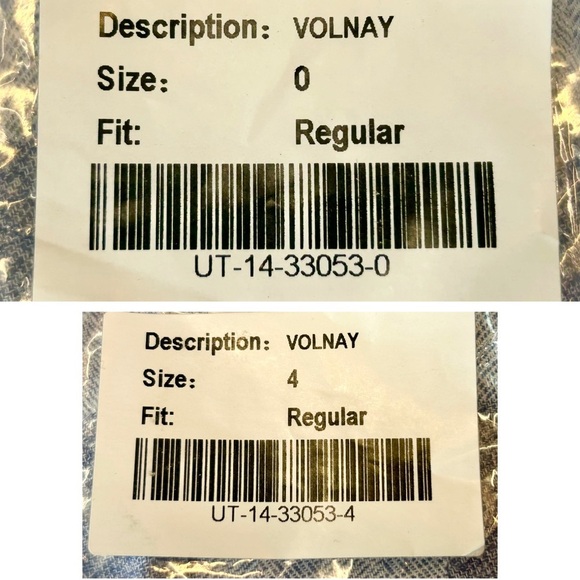 Description: VOLNAY
Size: 0
Fit: Regular
UT-14-33053-0
Description: VOLNAY
Size: 4
Fit: Regular
UT-14-33053-4